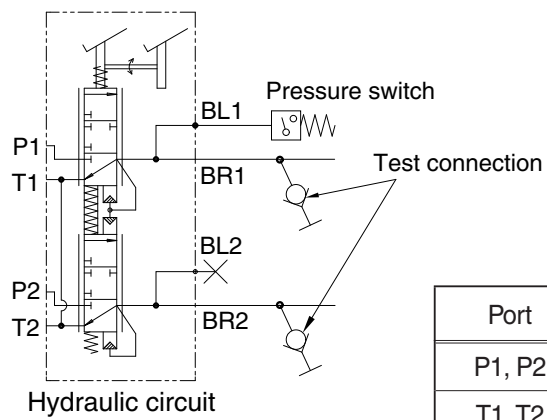 BL1
Pressure switch
P1
T1
BR1
Test connection
BL2
P2
T2
BR2
Hydraulic circuit
Port
P1, P2
T1, T2